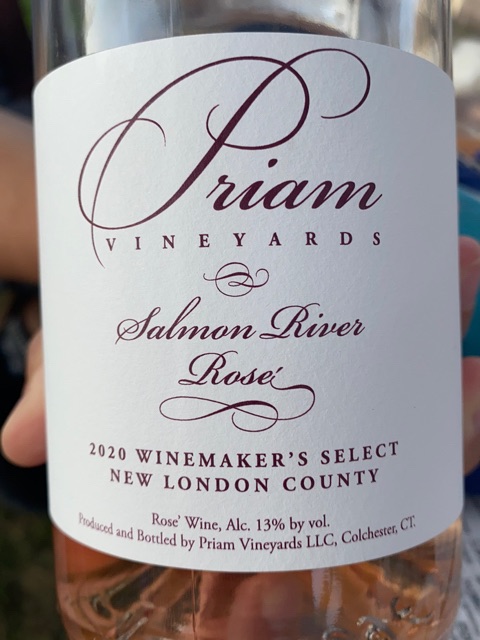 Priam
VINEYARDS
Salmon River
Rose'
2020 WINEMAKER'S SELECT
NEW LONDON COUNTY
Rose' Wine, Alc. 13% by vol.
Produced and Bottled by Priam Vineyards LLC, Colchester, CT.